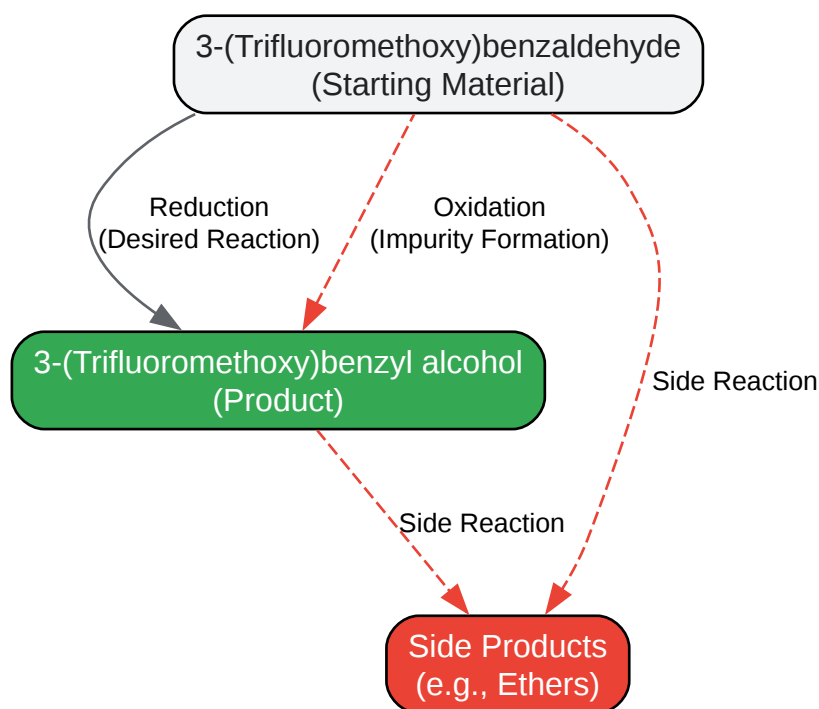 3-(Trifluoromethoxy)benzaldehyde
(Starting Material)
Reduction
(Desired Reaction)
Oxidation
(Impurity Formation)
3-(Trifluoromethoxy)benzyl alcohol
(Product)
Side Reaction
Side Reaction
Side Products
(e.g., Ethers)